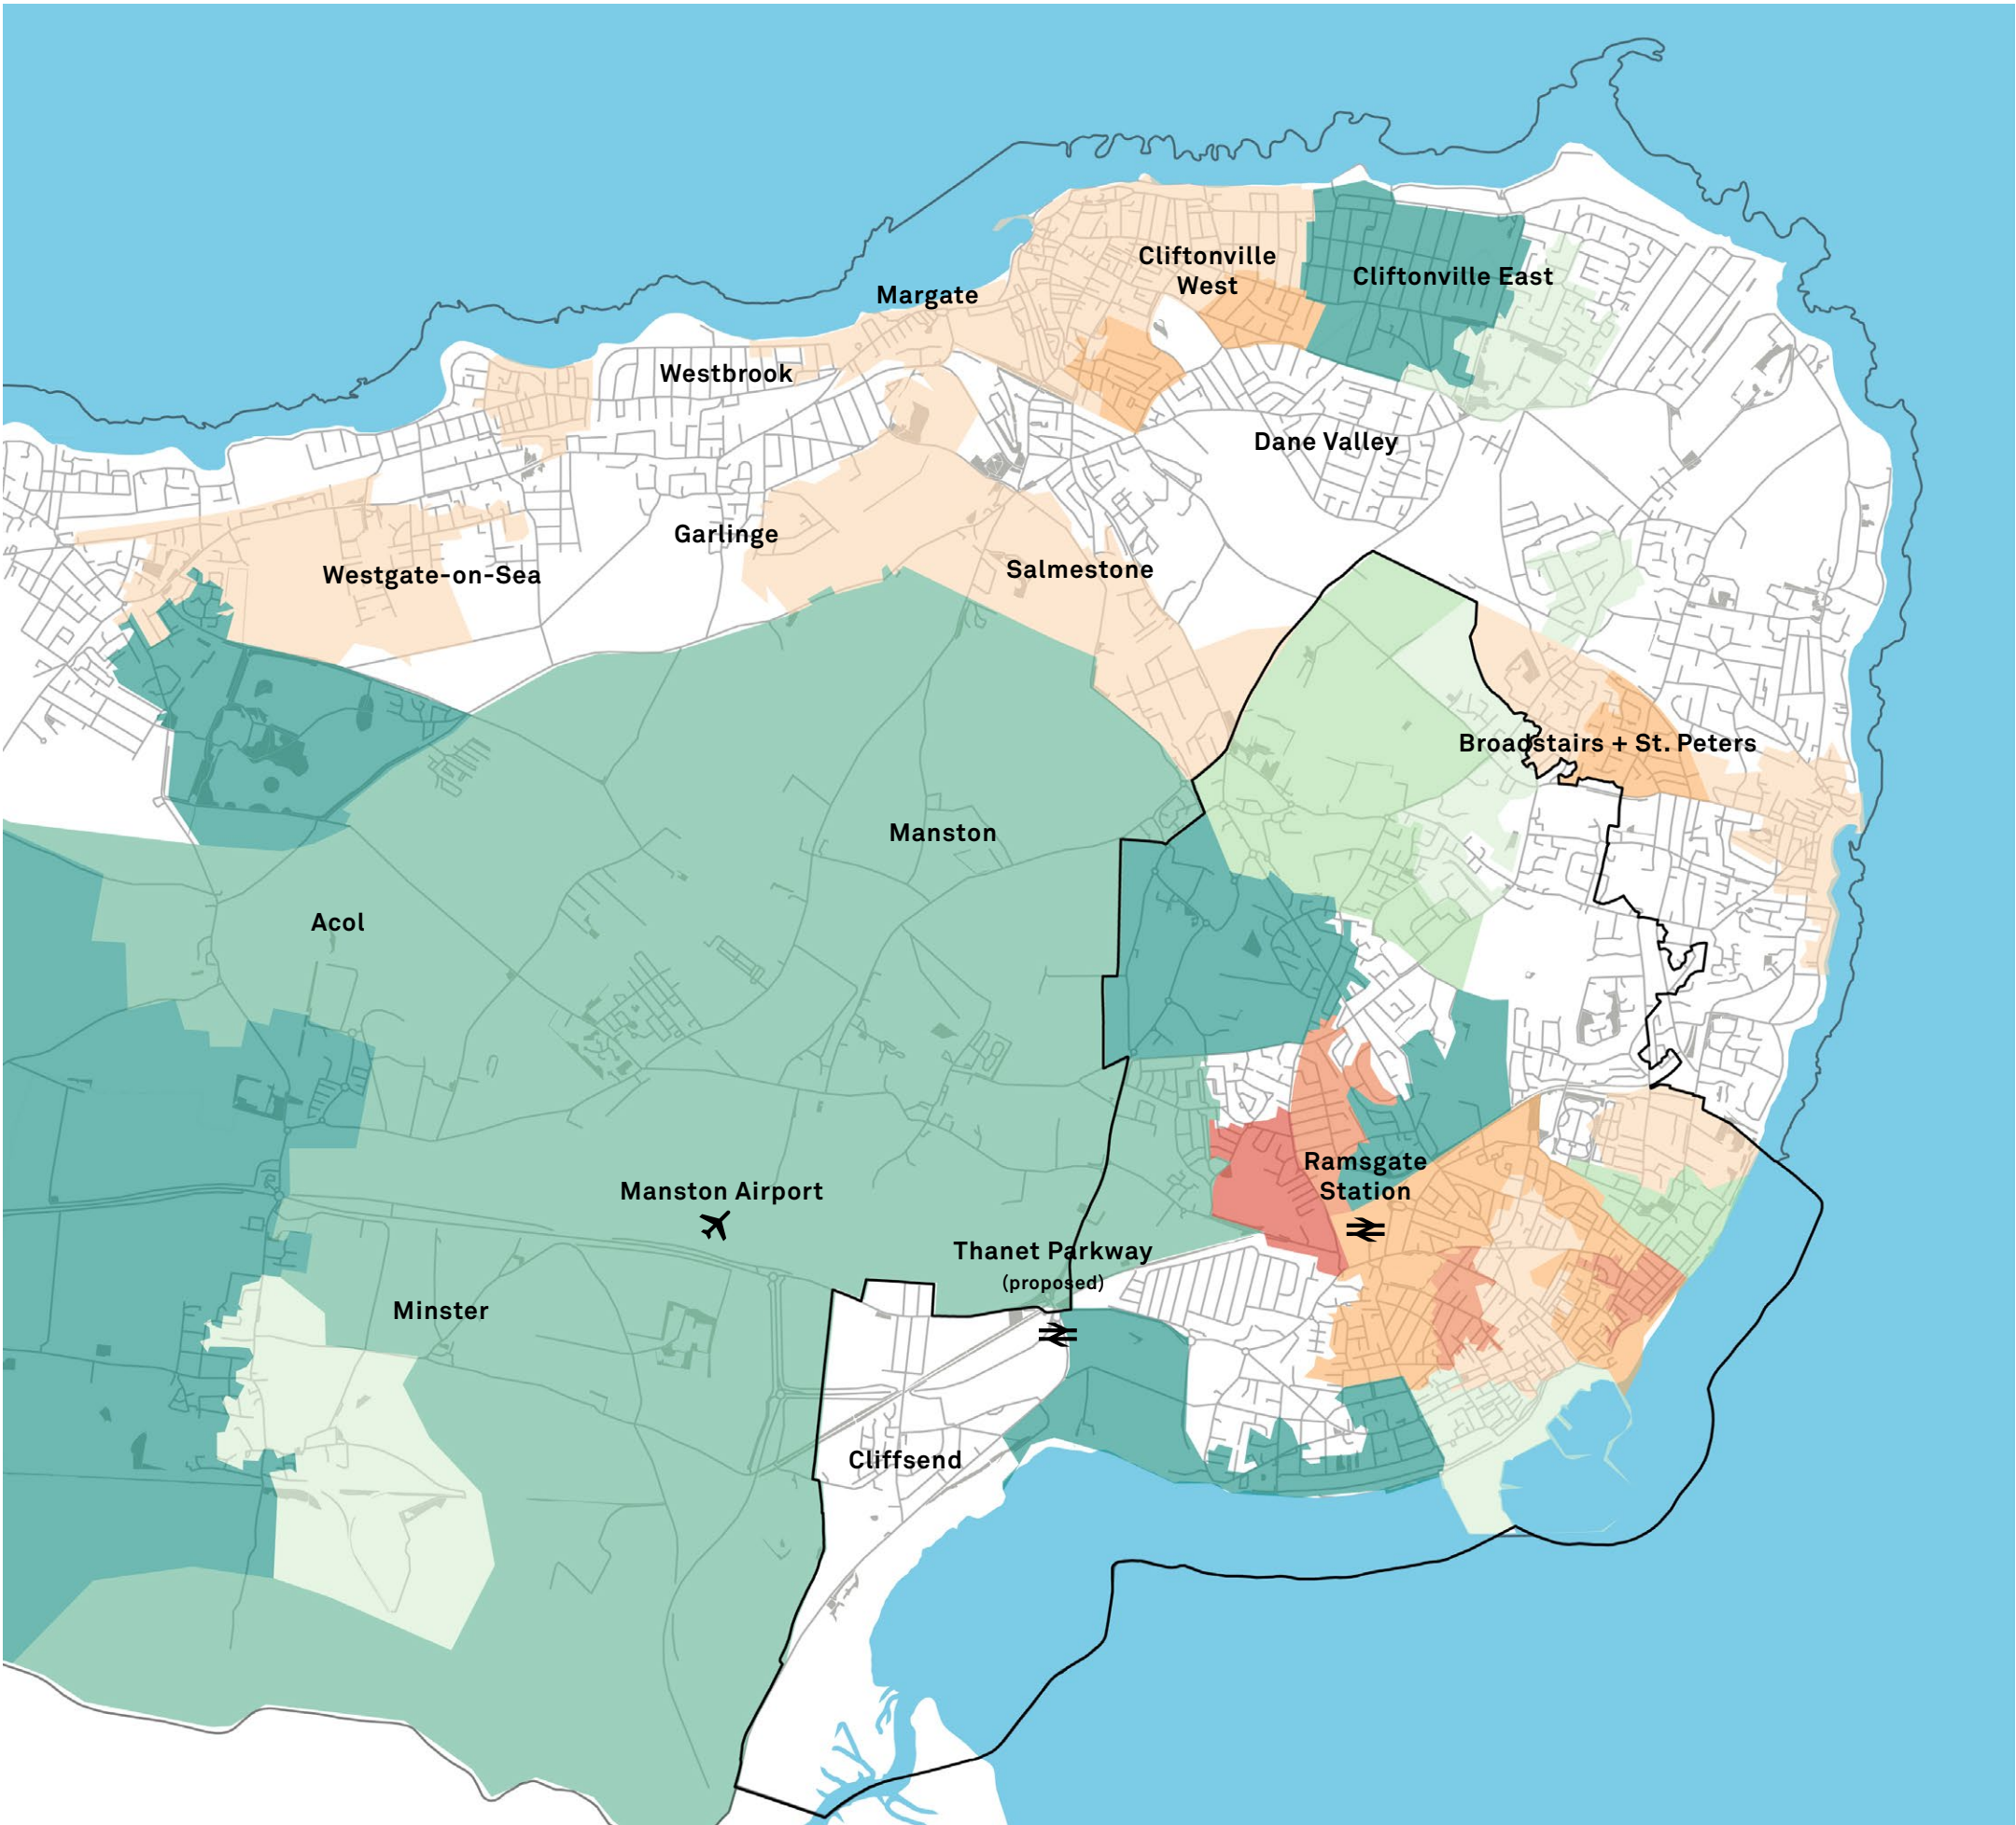 Cliftonville
West
Cliftonville East
Margate
Westbrook
Dane Valley
Garlinge
Westgate-on-Sea
Salmestone
Broadstairs + St. Peters
Manston
Acol
Ramsgate
Station
Manston Airport
Thanet Parkway
(proposed)
Minster
Cliffsend